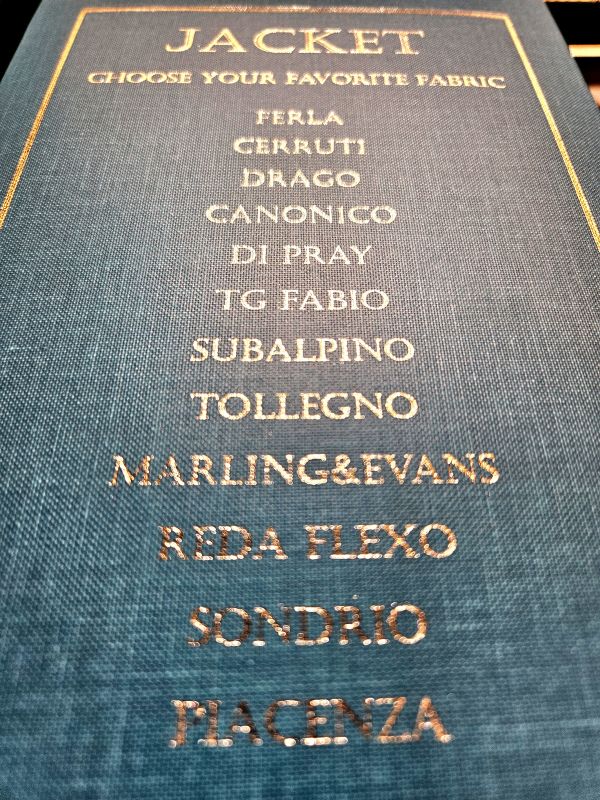 JACKET
CHOOSE YOUR FAVORITE FABRIC
FERLA
CERRUTI
DRAGO
CANONICO
DI PRAY
TG FABIO
SUBALPINO
TOLLEGNO
MARLING&EVANS
REDA FLEXO
SONDRIO
PIACENZA